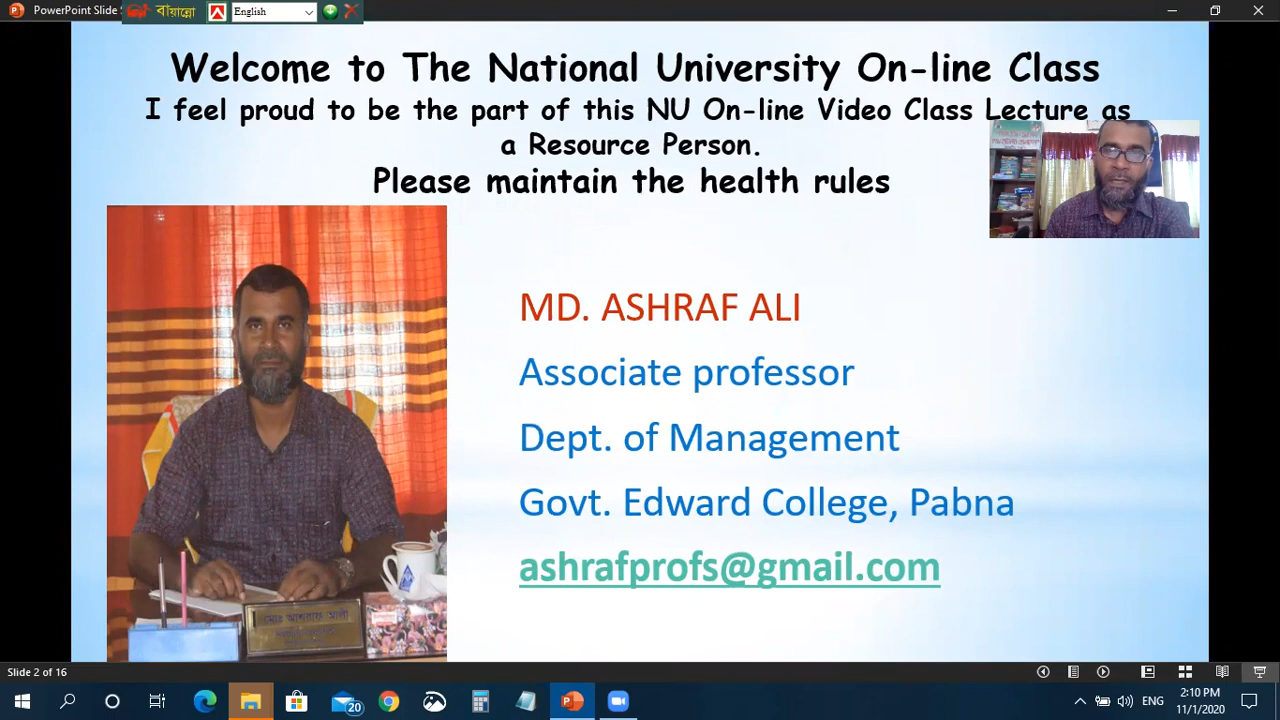 PowerPoint Slide
বায়ান্নো
English
Welcome to The National University On-line Class
I feel proud to be the part of this NU On-line Video Class Lecture as
a Resource Person.
Please maintain the health rules
MD. ASHRAF ALI
Associate professor
Dept. of Management
Govt. Edward College, Pabna
ashrafprofs@gmail.com
মোঃ আশরাফ আলী
Slide 2 of 16
20
ENG
2:10 PM
11/1/2020